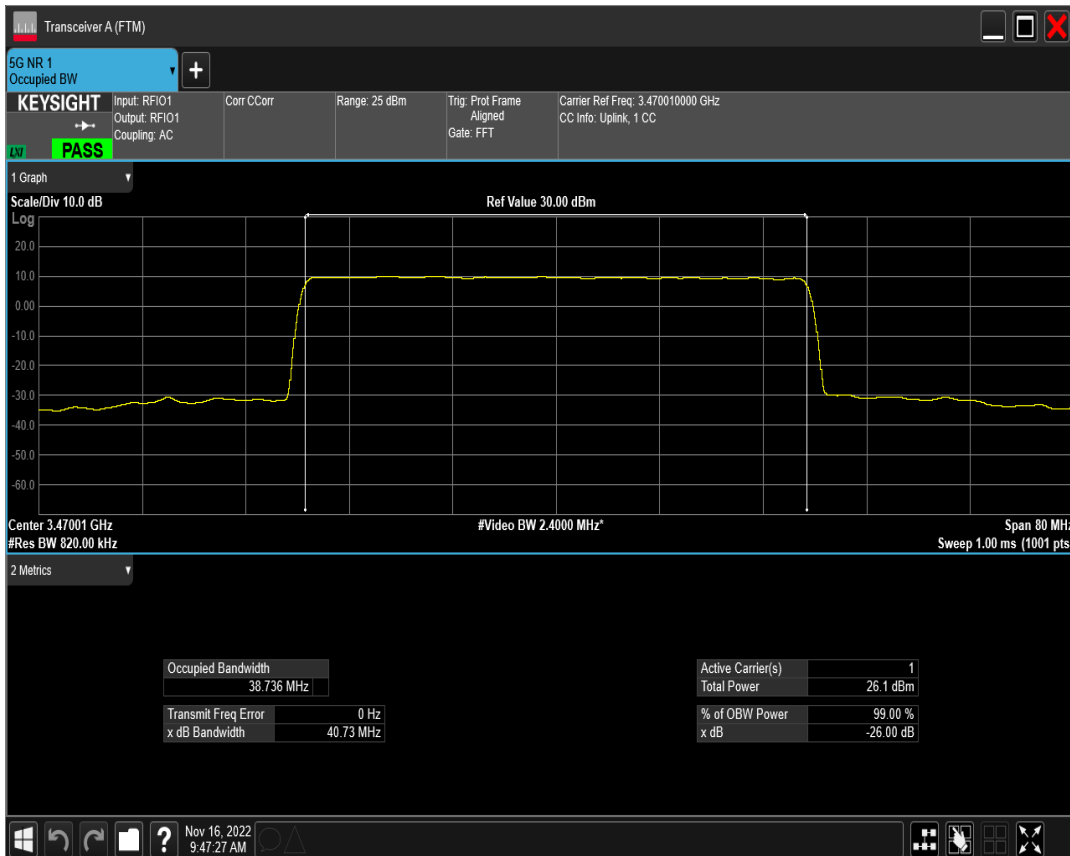 Transceiver A (FTM)
5G NR 1
Occupied BW
+
KEYSIGHT
LXI
PASS
Input: RFIO1
Output: RFIO1
Coupling: AC
Corr CCorr
Range: 25 dBm
Trig: Prot Frame
Aligned
Gate: FFT
Carrier Ref Freq: 3.470010000 GHz
CC Info: Uplink, 1 CC
1 Graph
Scale/Div 10.0 dB
Ref Value 30.00 dBm
Log
20.0
10.0
0.00
-10.0
-20.0
-30.0
-40.0
-50.0
-60.0
Center 3.47001 GHz
#Video BW 2.4000 MHz*
Span 80 MHz
#Res BW 820.00 kHz
Sweep 1.00 ms (1001 pts
2 Metrics
Occupied Bandwidth
38.736 MHz
Transmit Freq Error 0 Hz
x dB Bandwidth 40.73 MHz
Active Carrier(s) 1
Total Power 26.1 dBm
% of OBW Power 99.00 %
x dB -26.00 dB
?
Nov 16, 2022
9:47:27 AM